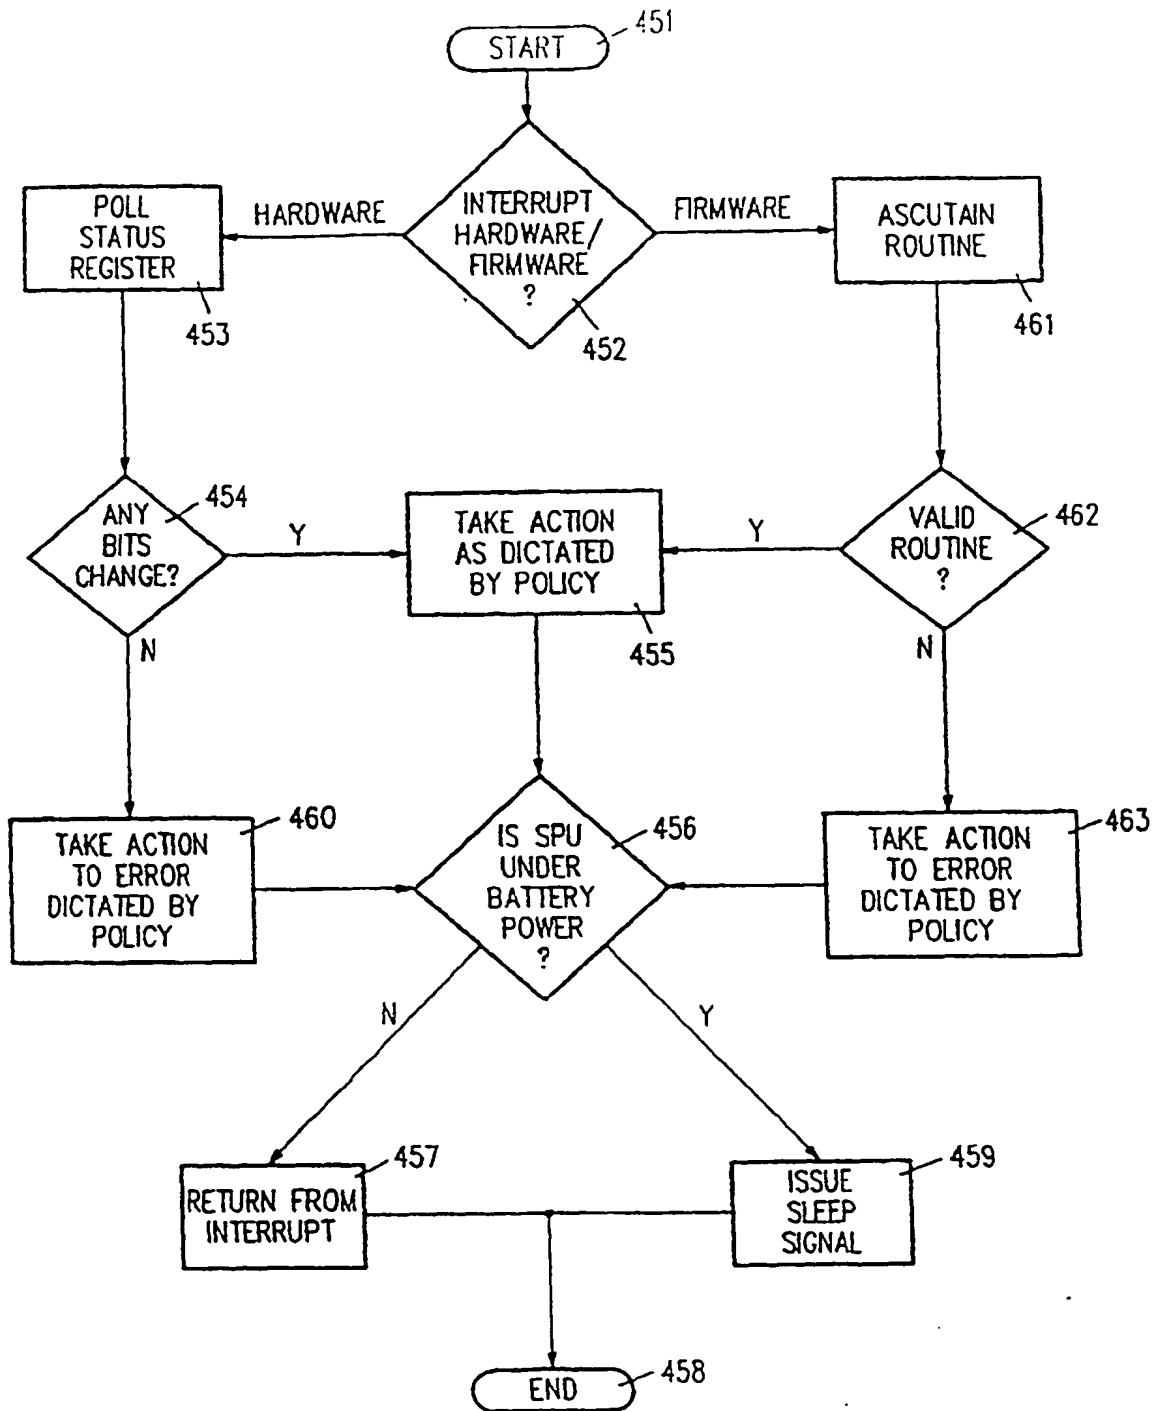 START
451
INTERRUPT
HARDWARE/
FIRMWARE
?
452
HARDWARE
FIRMWARE
POLL
STATUS
REGISTER
453
ASCUTAIN
ROUTINE
461
ANY
BITS
CHANGE?
454
Y
N
TAKE ACTION
AS DICTATED
BY POLICY
455
VALID
ROUTINE
?
462
Y
N
TAKE ACTION
TO ERROR
DICTATED BY
POLICY
460
IS SPU
UNDER
BATTERY
POWER
?
456
TAKE ACTION
TO ERROR
DICTATED BY
POLICY
463
N
Y
RETURN FROM
INTERRUPT
457
ISSUE
SLEEP
SIGNAL
459
END
458